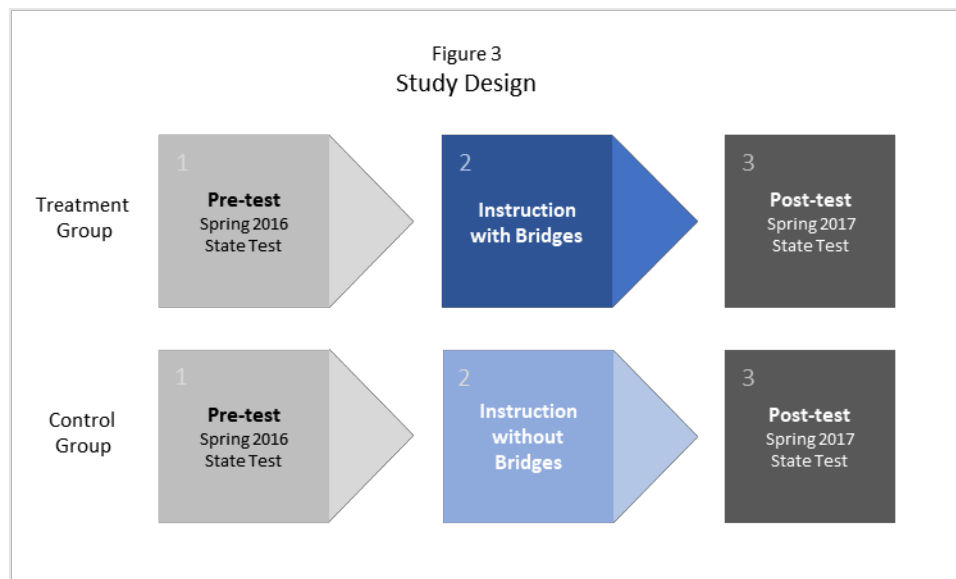 Figure 3
Study Design
Treatment
Group
1
Pre-test
Spring 2016
State Test
2
Instruction
with Bridges
3
Post-test
Spring 2017
State Test
Control
Group
1
Pre-test
Spring 2016
State Test
2
Instruction
without
Bridges
3
Post-test
Spring 2017
State Test